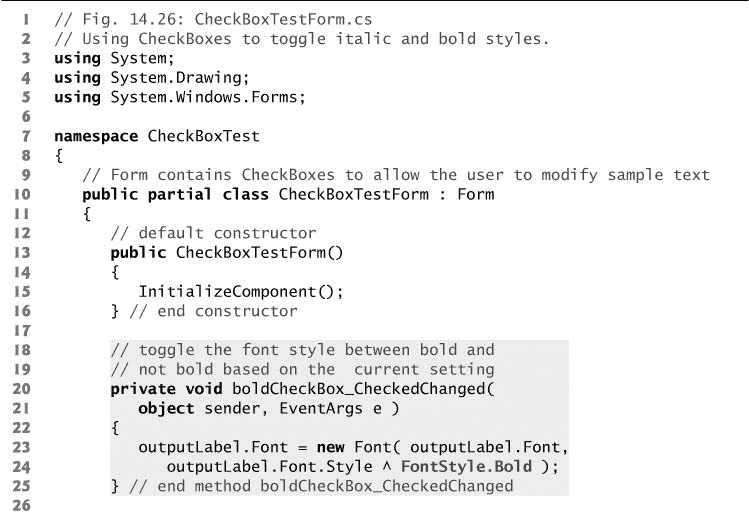 1 // Fig. 14.26: CheckBoxTestForm.cs
2 // Using CheckBoxes to toggle italic and bold styles.
3 using System;
4 using System.Drawing;
5 using System.Windows.Forms;
6
7 namespace CheckBoxTest
8 {
9 // Form contains CheckBoxes to allow the user to modify sample text
10 public partial class CheckBoxTestForm : Form
11 {
12 // default constructor
13 public CheckBoxTestForm()
14 {
15 InitializeComponent();
16 } // end constructor
17
18 // toggle the font style between bold and
19 // not bold based on the  current setting
20 private void boldCheckBox_CheckedChanged(
21 object sender, EventArgs e )
22 {
23 outputLabel.Font = new Font( outputLabel.Font,
24 outputLabel.Font.Style ^ FontStyle.Bold );
25 } // end method boldCheckBox_CheckedChanged
26